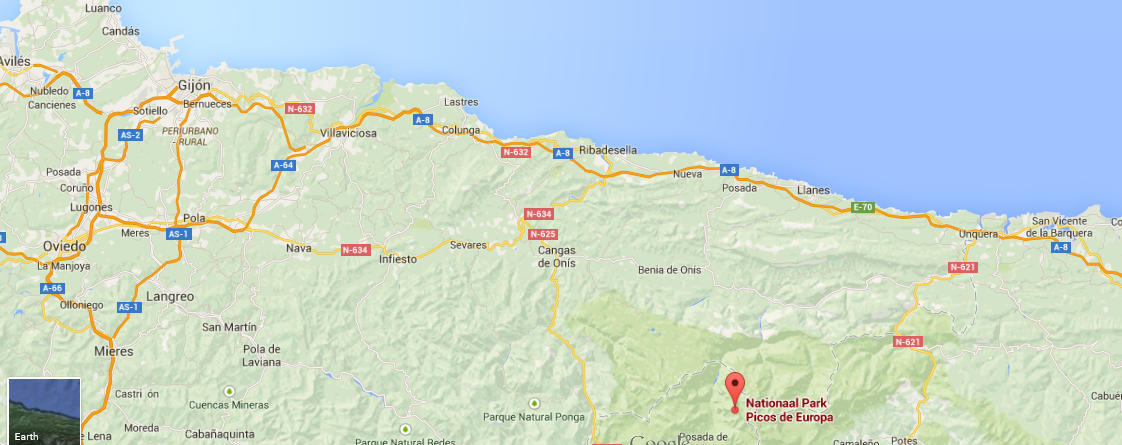 Luanco
Candás
Avilés
Gijón
A-8
Nubledo
Cancienes
Bernueces
N-632
Lastres
Sotiello
A-8
AS-2
PERIURBANO
- RURAL
Villaviciosa
Colunga
N-632
A-8
Ribadesella
A-64
Posada
Nueva
A-8
Coruño
Posada
Llanes
Lugones
E-70
Pola
N-634
San Vicente
de la Barquera
Meres
AS-1
N-625
Unquera
Oviedo
Nava
N-634
Sevares
A-8
Infiesto
Cangas
de Onís
La Manjoya
Benia de Onís
N-621
A-66
Olloniego
AS-1
Langreo
San Martín
N-621
Mieres
Pola de
Laviana
Castri ón
Cuencas Mineras
Parque Natural Ponga
Nationaal Park
Picos de Europa
Moreda
Cabañaquinta
Parque Natural Redes
Google
Posada de
Camaleño
Potes
Earth
e Lena